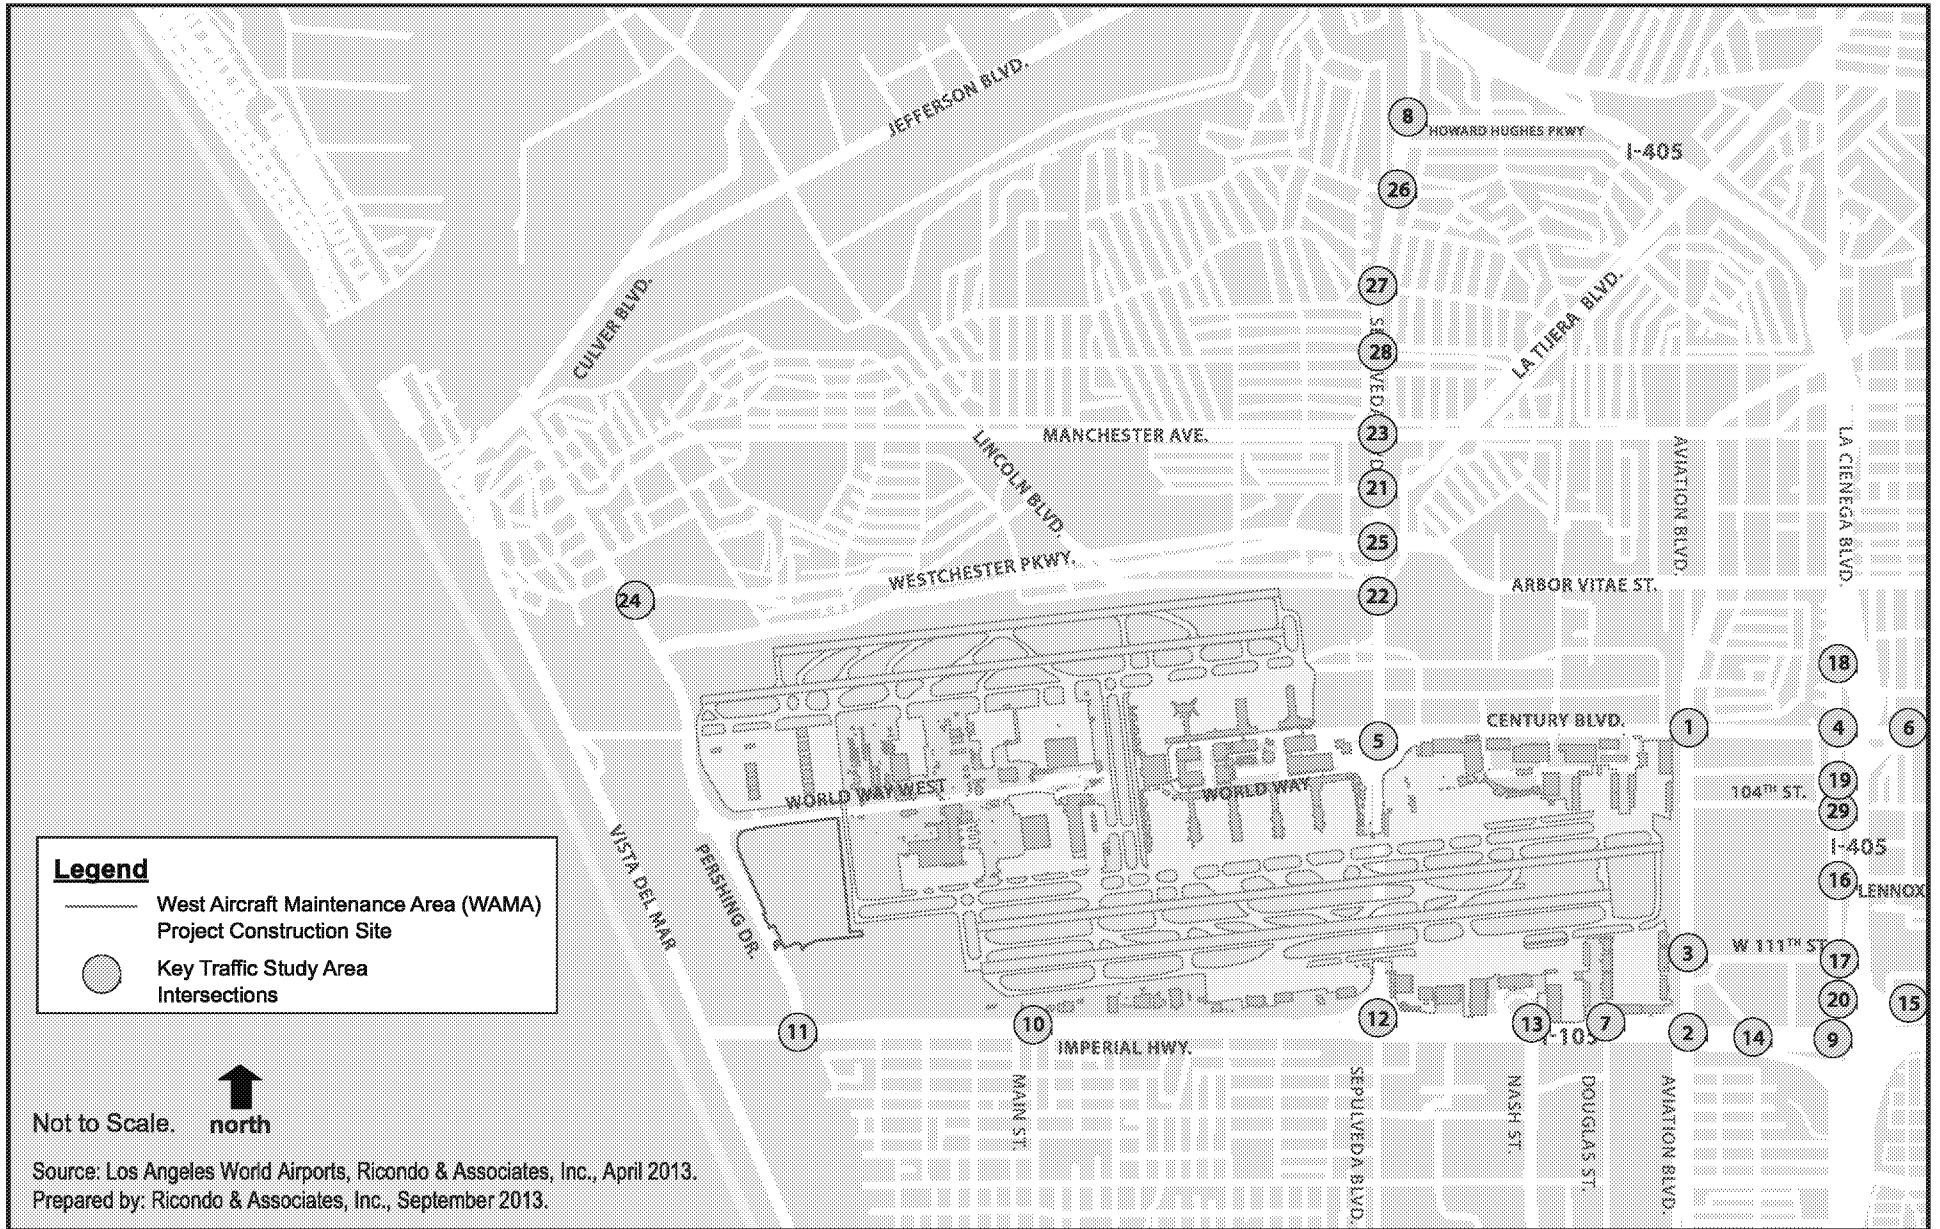 JEFFERSON BLVD.
8
HOWARD HUGHES PKWY
I-405
26
CULVER BLVD.
27
28
LA TIJERA BLVD.
MANCHESTER AVE.
23
LINCOLN BLVD.
21
AVIATION BLVD.
LA CIENEGA BLVD.
25
WESTCHESTER PKWY.
ARBOR VITAE ST.
24
22
18
CENTURY BLVD.
5
1
4
6
WORLD WAY WEST
WORLD WAY
104TH ST.
19
29
I-405
16
LENNOX
VISTA DEL MAR
PERSHING DR.
3
W 111TH ST
17
20
15
11
10
12
13
I-105
7
2
14
9
IMPERIAL HWY.
MAIN ST.
SEPULVEDA BLVD.
NASH ST.
DOUGLAS ST.
AVIATION BLVD.
Legend
West Aircraft Maintenance Area (WAMA)
Project Construction Site
Key Traffic Study Area
Intersections
Not to Scale.
north
Source: Los Angeles World Airports, Ricondo & Associates, Inc., April 2013.
Prepared by: Ricondo & Associates, Inc., September 2013.